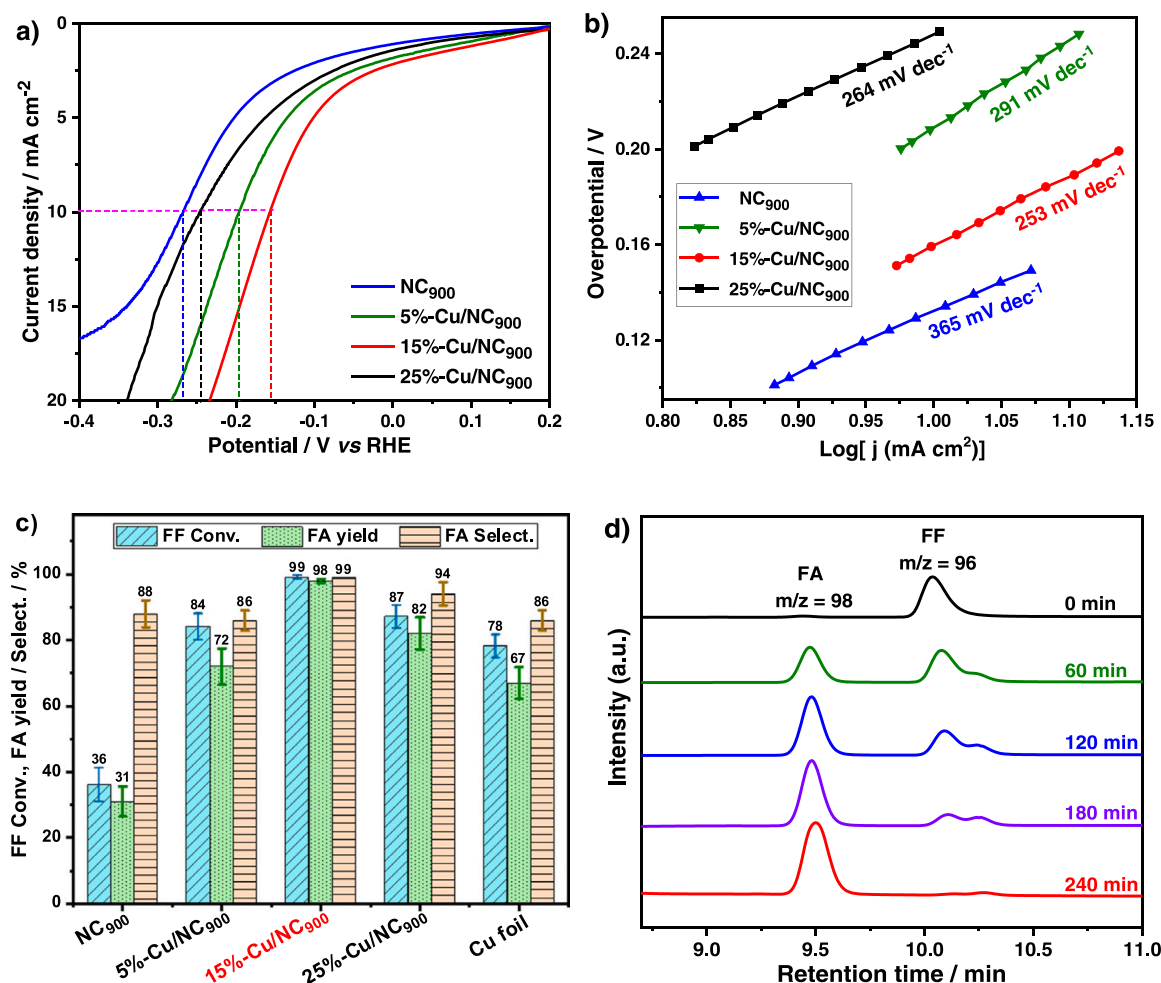 a)
0
5
10
15
20
-0.4
-0.3
-0.2
-0.1
0.0
0.1
0.2
Current density / mA cm⁻²
Potential / V vs RHE
NC₉₀₀
5%-Cu/NC₉₀₀
15%-Cu/NC₉₀₀
25%-Cu/NC₉₀₀
b)
0.24
0.20
0.16
0.12
0.80
0.85
0.90
0.95
1.00
1.05
1.10
1.15
Overpotential / V
Log[ j (mA cm²)]
264 mV dec⁻¹
291 mV dec⁻¹
253 mV dec⁻¹
365 mV dec⁻¹
NC₉₀₀
5%-Cu/NC₉₀₀
15%-Cu/NC₉₀₀
25%-Cu/NC₉₀₀
c)
FF Conv.
FA yield
FA Select.
FF Conv., FA yield / Select. / %
100
80
60
40
20
0
36
31
88
84
72
86
99
98
99
87
82
94
78
67
86
NC₉₀₀
5%-Cu/NC₉₀₀
15%-Cu/NC₉₀₀
25%-Cu/NC₉₀₀
Cu foil
d)
FF
m/z = 96
FA
m/z = 98
0 min
60 min
120 min
180 min
240 min
Intensity (a.u.)
9.0
9.5
10.0
10.5
11.0
Retention time / min